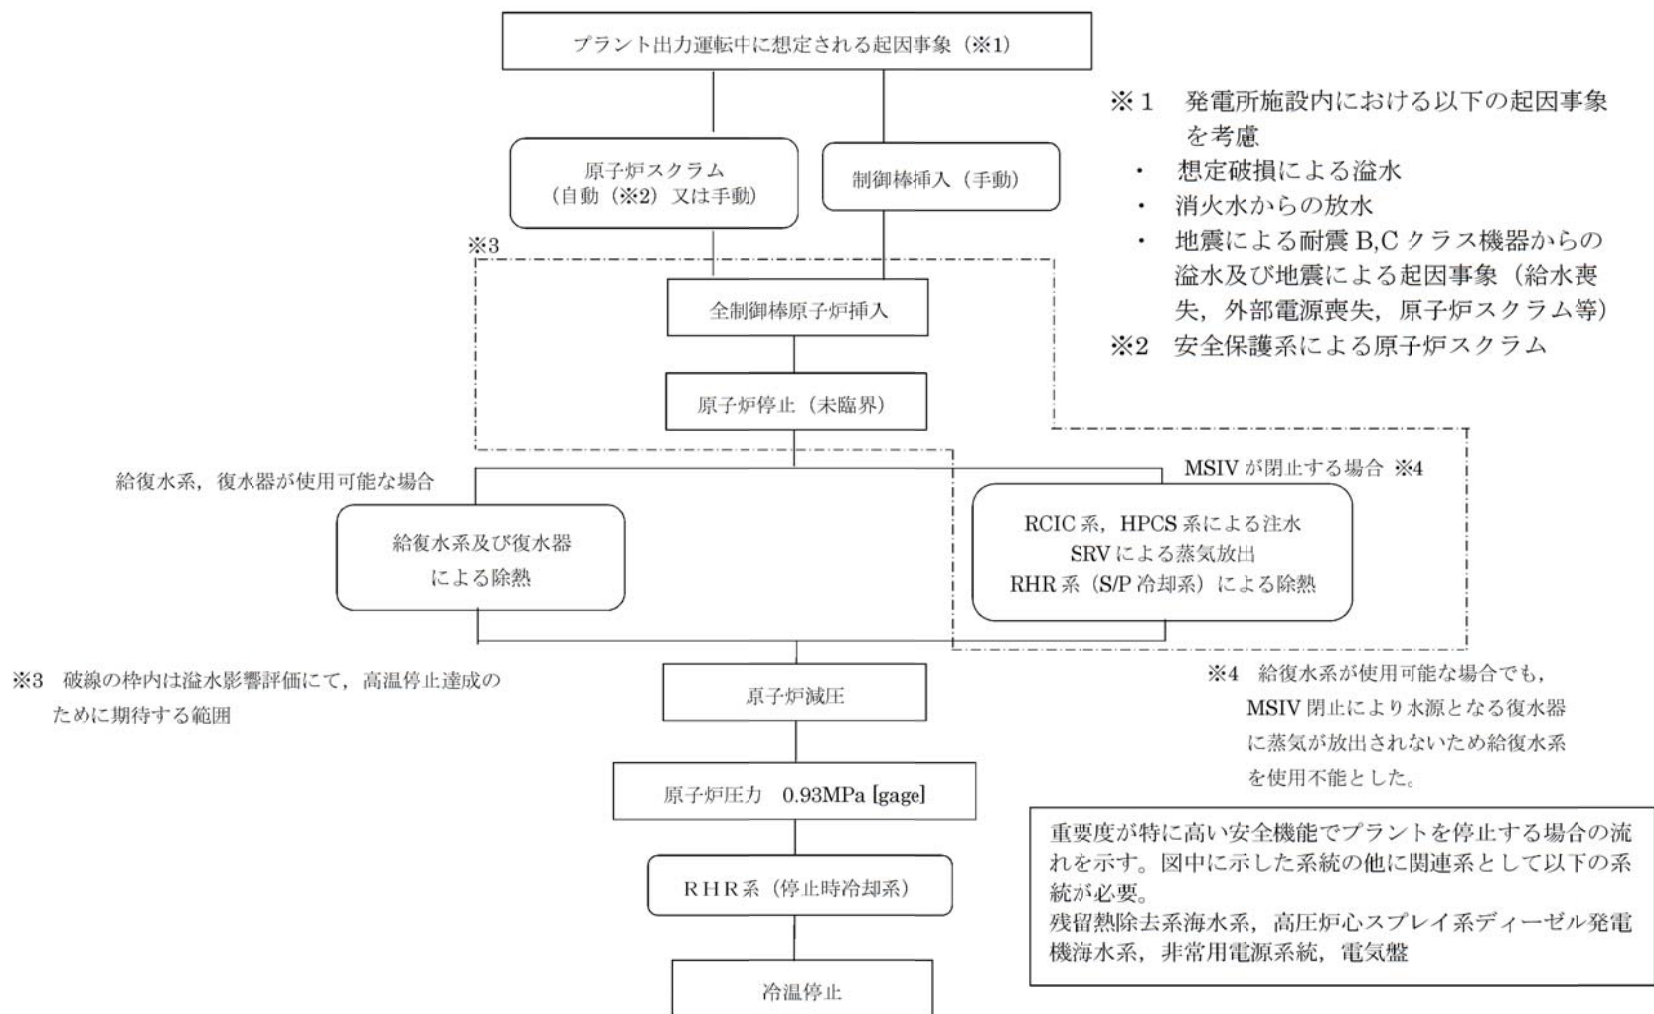 プラント出力運転中に想定される起因事象（※1）
※１　発電所施設内における以下の起因事象
を考慮
・　想定破損による溢水
・　消火水からの放水
・　地震による耐震 B,C クラス機器からの
溢水及び地震による起因事象（給水喪
失，外部電源喪失，原子炉スクラム等）
※2　安全保護系による原子炉スクラム
原子炉スクラム
（自動（※2）又は手動）
制御棒挿入（手動）
※3
全制御棒原子炉挿入
原子炉停止（未臨界）
給復水系，復水器が使用可能な場合
MSIV が閉止する場合 ※4
給復水系及び復水器
による除熱
RCIC 系，HPCS 系による注水
SRV による蒸気放出
RHR 系（S/P 冷却系）による除熱
※3　破線の枠内は溢水影響評価にて，高温停止達成の
ために期待する範囲
原子炉減圧
※4　給復水系が使用可能な場合でも，
MSIV 閉止により水源となる復水器
に蒸気が放出されないため給復水系
を使用不能とした。
原子炉圧力　0.93MPa [gage]
ＲＨＲ系（停止時冷却系）
冷温停止
重要度が特に高い安全機能でプラントを停止する場合の流
れを示す。図中に示した系統の他に関連系として以下の系
統が必要。
残留熱除去系海水系，高圧炉心スプレイ系ディーゼル発電
機海水系，非常用電源系統，電気盤